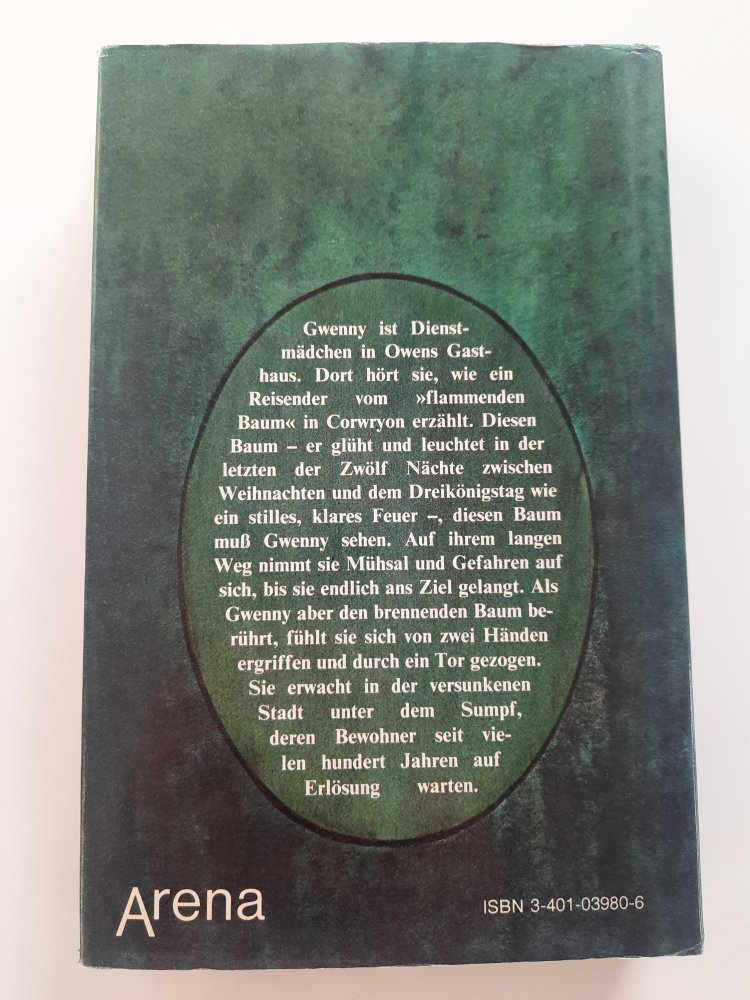 Gwenny ist Dienst-
mädchen in Owens Gast-
haus. Dort hört sie, wie ein
Reisender vom »flammenden
Baum« in Corwryon erzählt. Diesen
Baum – er glüht und leuchtet in der
letzten der Zwölf Nächte zwischen
Weihnachten und dem Dreikönigstag wie
ein stilles, klares Feuer –, diesen Baum
muß Gwenny sehen. Auf ihrem langen
Weg nimmt sie Mühsal und Gefahren auf
sich, bis sie endlich ans Ziel gelangt. Als
Gwenny aber den brennenden Baum be-
rührt, fühlt sie sich von zwei Händen
ergriffen und durch ein Tor gezogen.
Sie erwacht in der versunkenen
Stadt unter dem Sumpf,
deren Bewohner seit vie-
len hundert Jahren auf
Erlösung warten.
Arena
ISBN 3-401-03980-6